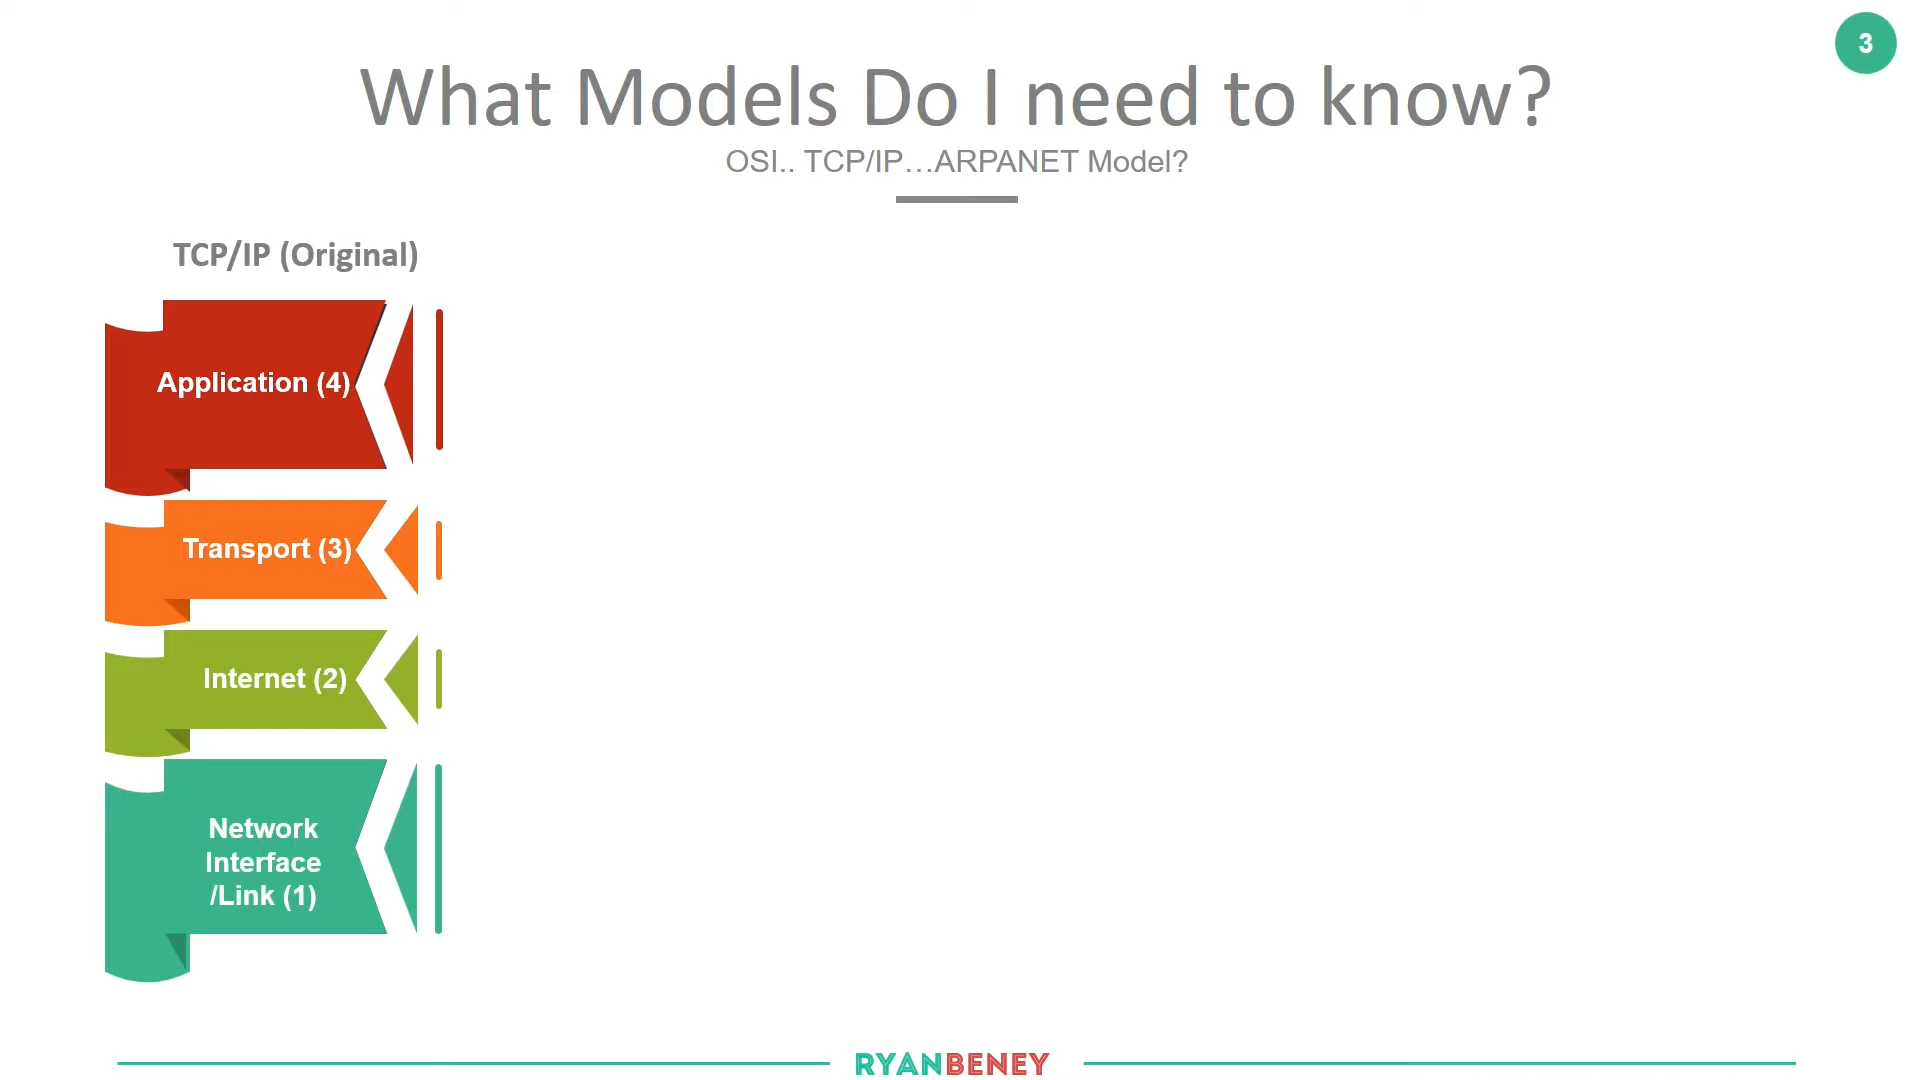 3
What Models Do I need to know?
OSI.. TCP/IP...ARPANET Model?
TCP/IP (Original)
Application (4)
Transport (3)
Internet (2)
Network
Interface
/Link (1)
RYANBENEY